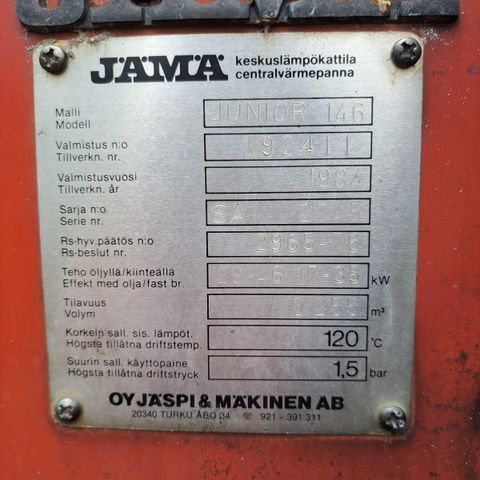 JÄMÄ keskuslämpökattila
centralvärmepanna
Malli
Modell
JUNIOR 146
Valmistus n:o
Tillverkn. nr.
192411
Valmistusvuosi
Tillverkn. år
1984
Sarja n:o
Serie nr.
SA
Rs-hyv.päätös n:o
Rs-beslut nr.
2965-76
Teho öljyllä/kiinteällä
Effekt med olja/fast br.
kW
Tilavuus
Volym
m³
Korkein sall. sis. lämpöt.
Högsta tillåtna driftstemp.
120 °C
Suurin sall. käyttöpaine
Högsta tillåtna driftstryck
1,5 bar
OY JÄSPI & MÄKINEN AB
20340 TURKU ÅBO 34 ☎ 921 - 391 311